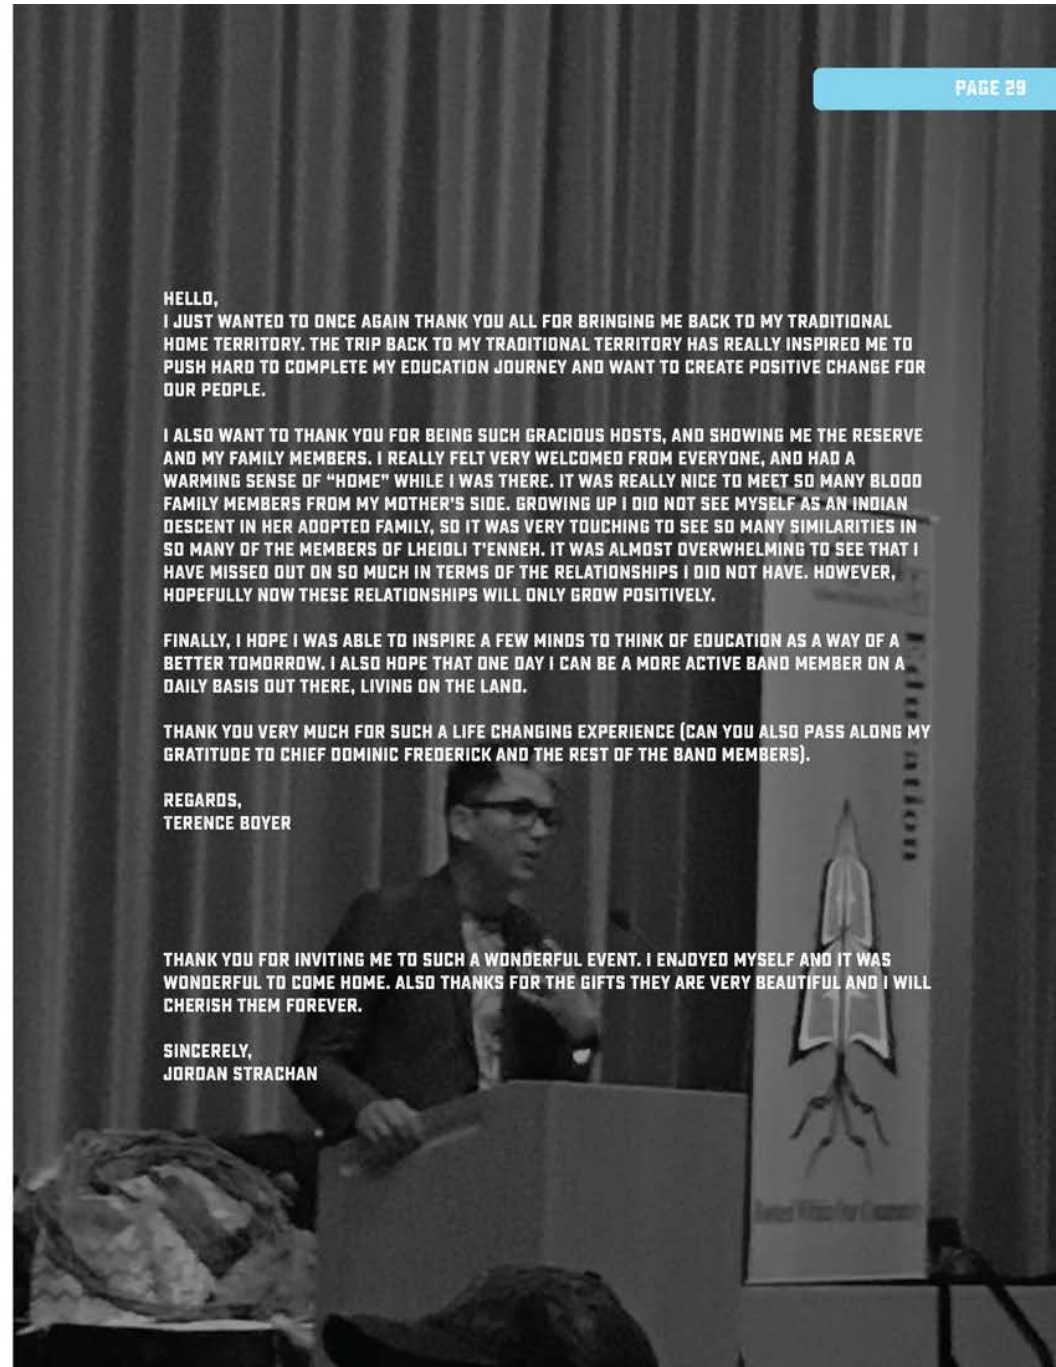 PAGE 29
HELLO,
I JUST WANTED TO ONCE AGAIN THANK YOU ALL FOR BRINGING ME BACK TO MY TRADITIONAL
HOME TERRITORY. THE TRIP BACK TO MY TRADITIONAL TERRITORY HAS REALLY INSPIRED ME TO
PUSH HARD TO COMPLETE MY EDUCATION JOURNEY AND WANT TO CREATE POSITIVE CHANGE FOR
OUR PEOPLE.
I ALSO WANT TO THANK YOU FOR BEING SUCH GRACIOUS HOSTS, AND SHOWING ME THE RESERVE
AND MY FAMILY MEMBERS. I REALLY FELT VERY WELCOMED FROM EVERYONE, AND HAD A
WARMING SENSE OF “HOME” WHILE I WAS THERE. IT WAS REALLY NICE TO MEET SO MANY BLOOD
FAMILY MEMBERS FROM MY MOTHER'S SIDE. GROWING UP I DID NOT SEE MYSELF AS AN INDIAN
DESCENT IN HER ADOPTED FAMILY, SO IT WAS VERY TOUCHING TO SEE SO MANY SIMILARITIES IN
SO MANY OF THE MEMBERS OF LHEIDLI T'ENNEH. IT WAS ALMOST OVERWHELMING TO SEE THAT I
HAVE MISSED OUT ON SO MUCH IN TERMS OF THE RELATIONSHIPS I DID NOT HAVE. HOWEVER,
HOPEFULLY NOW THESE RELATIONSHIPS WILL ONLY GROW POSITIVELY.
FINALLY, I HOPE I WAS ABLE TO INSPIRE A FEW MINDS TO THINK OF EDUCATION AS A WAY OF A
BETTER TOMORROW. I ALSO HOPE THAT ONE DAY I CAN BE A MORE ACTIVE BAND MEMBER ON A
DAILY BASIS OUT THERE, LIVING ON THE LAND.
THANK YOU VERY MUCH FOR SUCH A LIFE CHANGING EXPERIENCE (CAN YOU ALSO PASS ALONG MY
GRATITUDE TO CHIEF DOMINIC FREDERICK AND THE REST OF THE BAND MEMBERS).
REGARDS,
TERENCE BOYER
THANK YOU FOR INVITING ME TO SUCH A WONDERFUL EVENT. I ENJOYED MYSELF AND IT WAS
WONDERFUL TO COME HOME. ALSO THANKS FOR THE GIFTS THEY ARE VERY BEAUTIFUL AND I WILL
CHERISH THEM FOREVER.
SINCERELY,
JORDAN STRACHAN
Education